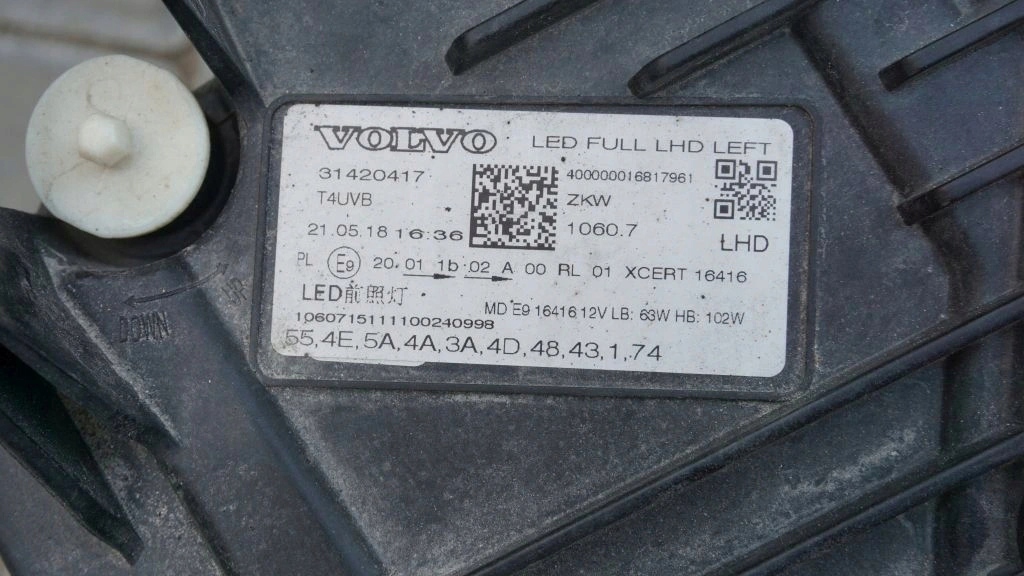 VOLVO LED FULL LHD LEFT
31420417 400000016817961
T4UVB ZKW
21.05.18 16:36 1060.7
LHD
PL E9 20 01 1b 02 A 00 RL 01 XCERT 16416
LED前照灯 MD E9 16416 12V LB: 63W HB: 102W
1060715111100240998
55,4E,5A,4A,3A,4D,48,43,1,74
UP
DOWN